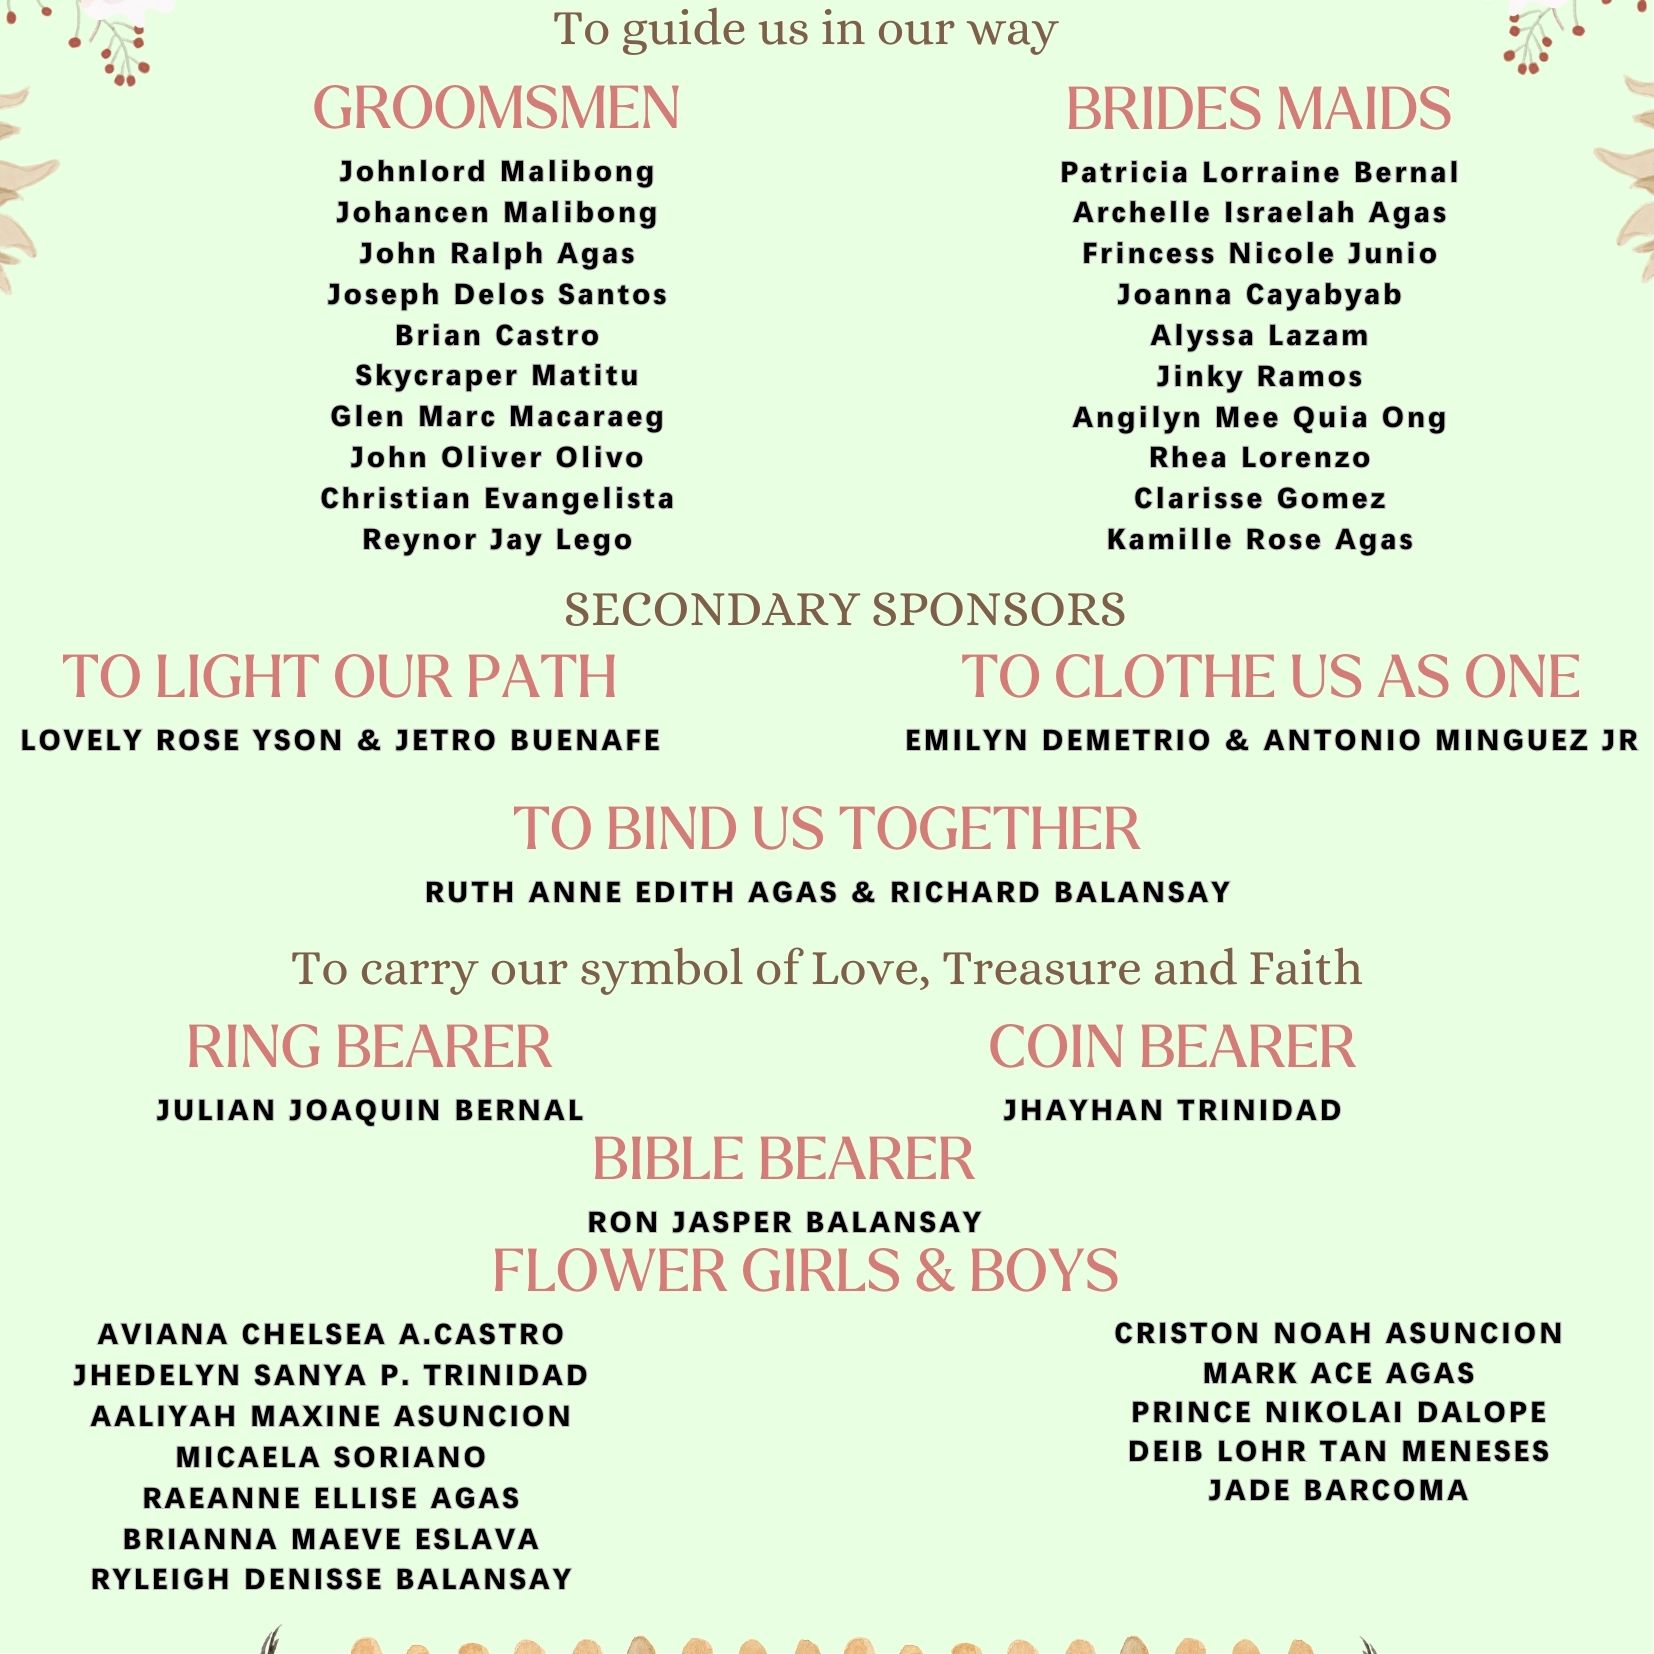 To guide us in our way
GROOMSMEN
Johnlord Malibong
Johancen Malibong
John Ralph Agas
Joseph Delos Santos
Brian Castro
Skycraper Matitu
Glen Marc Macaraeg
John Oliver Olivo
Christian Evangelista
Reynor Jay Lego
BRIDES MAIDS
Patricia Lorraine Bernal
Archelle Israelah Agas
Frincess Nicole Junio
Joanna Cayabyab
Alyssa Lazam
Jinky Ramos
Angilyn Mee Quia Ong
Rhea Lorenzo
Clarisse Gomez
Kamille Rose Agas
SECONDARY SPONSORS
TO LIGHT OUR PATH
LOVELY ROSE YSON & JETRO BUENAFE
TO CLOTHE US AS ONE
EMILYN DEMETRIO & ANTONIO MINGUEZ JR
TO BIND US TOGETHER
RUTH ANNE EDITH AGAS & RICHARD BALANSAY
To carry our symbol of Love, Treasure and Faith
RING BEARER
JULIAN JOAQUIN BERNAL
COIN BEARER
JHAYHAN TRINIDAD
BIBLE BEARER
RON JASPER BALANSAY
FLOWER GIRLS & BOYS
AVIANA CHELSEA A.CASTRO
JHEDELYN SANYA P. TRINIDAD
AALIYAH MAXINE ASUNCION
MICAELA SORIANO
RAEANNE ELLISE AGAS
BRIANNA MAEVE ESLAVA
RYLEIGH DENISSE BALANSAY
CRISTON NOAH ASUNCION
MARK ACE AGAS
PRINCE NIKOLAI DALOPE
DEIB LOHR TAN MENESES
JADE BARCOMA